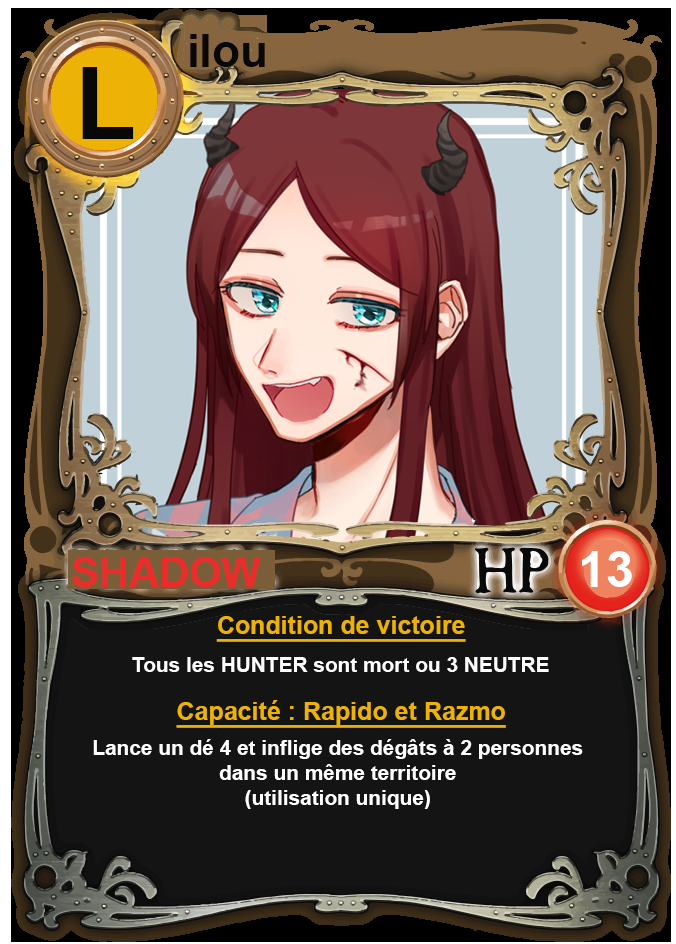 Lilou
SHADOW
HP 13
Condition de victoire
Tous les HUNTER sont mort ou 3 NEUTRE
Capacité : Rapido et Razmo
Lance un dé 4 et inflige des dégâts à 2 personnes
dans un même territoire
(utilisation unique)